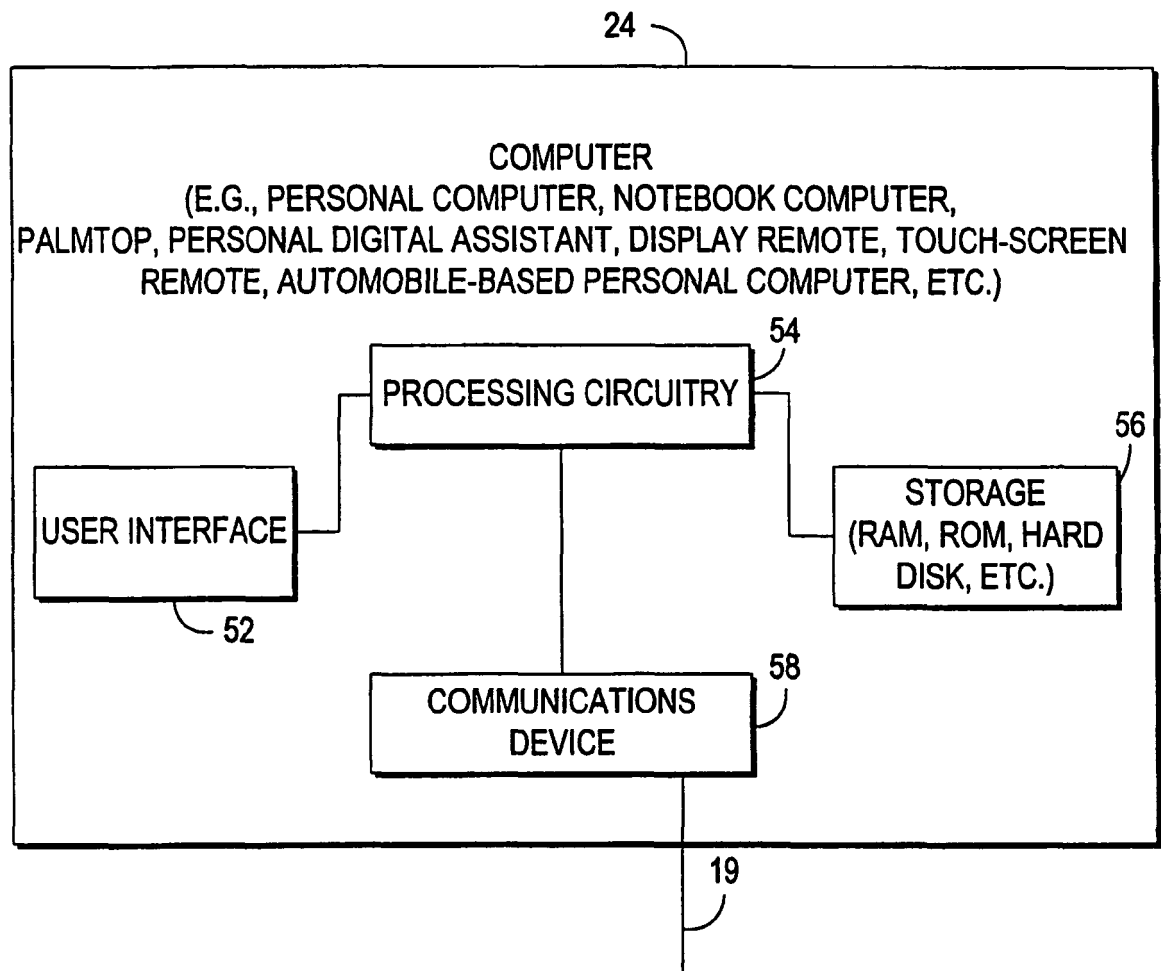 24
COMPUTER
(E.G., PERSONAL COMPUTER, NOTEBOOK COMPUTER,
PALMTOP, PERSONAL DIGITAL ASSISTANT, DISPLAY REMOTE, TOUCH-SCREEN
REMOTE, AUTOMOBILE-BASED PERSONAL COMPUTER, ETC.)
54
PROCESSING CIRCUITRY
56
USER INTERFACE
STORAGE
(RAM, ROM, HARD
DISK, ETC.)
52
58
COMMUNICATIONS
DEVICE
19